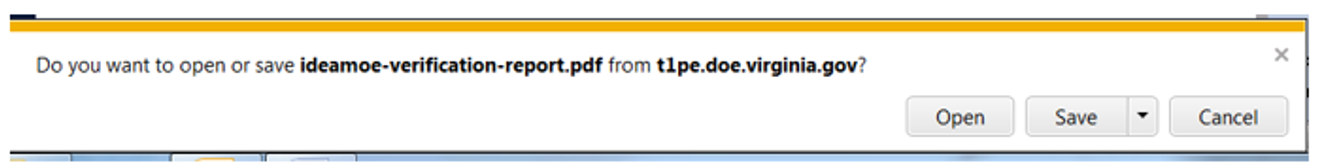 Do you want to open or save ideamoe-verification-report.pdf from t1pe.doe.virginia.gov?
Open Save Cancel